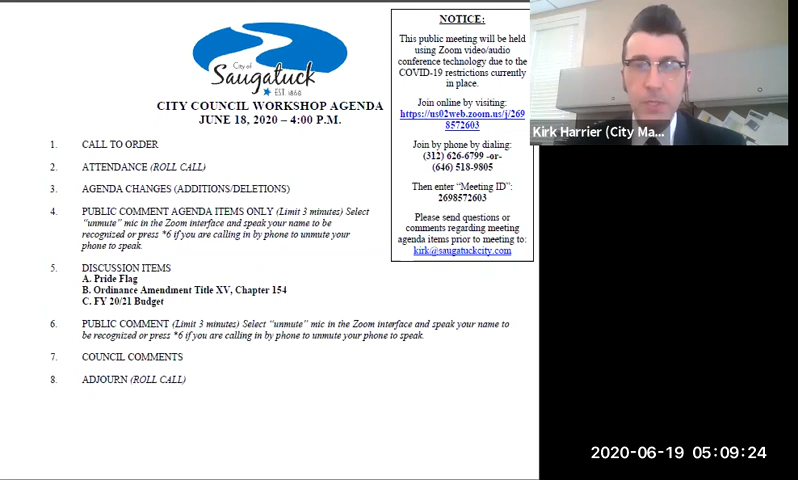 City of
Saugatuck
EST. 1868
CITY COUNCIL WORKSHOP AGENDA
JUNE 18, 2020 – 4:00 P.M.
1. CALL TO ORDER
2. ATTENDANCE (ROLL CALL)
3. AGENDA CHANGES (ADDITIONS/DELETIONS)
4. PUBLIC COMMENT AGENDA ITEMS ONLY (Limit 3 minutes) Select
"unmute" mic in the Zoom interface and speak your name to be
recognized or press *6 if you are calling in by phone to unmute your
phone to speak.
5. DISCUSSION ITEMS
A. Pride Flag
B. Ordinance Amendment Title XV, Chapter 154
C. FY 20/21 Budget
6. PUBLIC COMMENT (Limit 3 minutes) Select "unmute" mic in the Zoom interface and speak your name to
be recognized or press *6 if you are calling in by phone to unmute your phone to speak.
7. COUNCIL COMMENTS
8. ADJOURN (ROLL CALL)
NOTICE:
This public meeting will be held
using Zoom video/audio
conference technology due to the
COVID-19 restrictions currently
in place.
Join online by visiting:
https://us02web.zoom.us/j/269
8572603
Join by phone by dialing:
(312) 626-6799 -or-
(646) 518-9805
Then enter "Meeting ID":
2698572603
Please send questions or
comments regarding meeting
agenda items prior to meeting to:
kirk@saugatuckcity.com
Kirk Harrier (City Ma...
2020-06-19 05:09:24